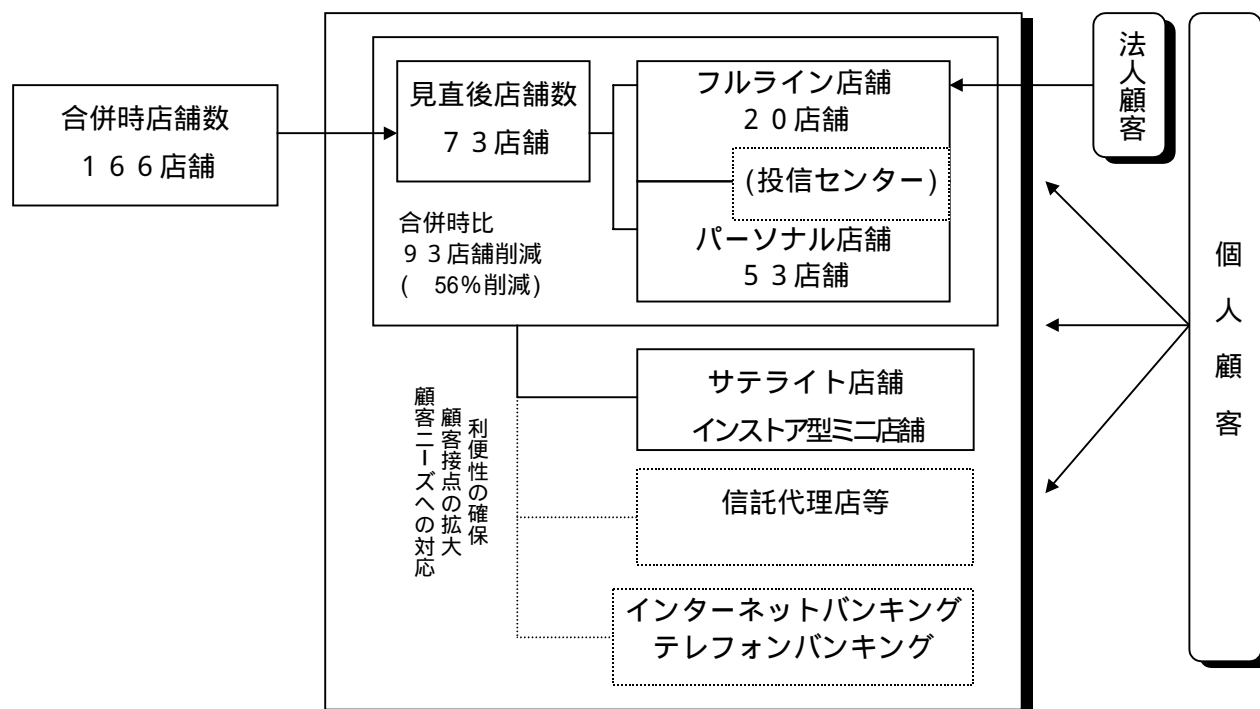 合併時店舗数
１６６店舗
見直後店舗数
７３店舗
合併時比
９３店舗削減
(　56%削減)
フルライン店舗
２０店舗
(投信センター)
パーソナル店舗
５３店舗
法人顧客
個人顧客
サテライト店舗
インストア型ミニ店舗
利便性の確保
顧客接点の拡大
顧客ニーズへの対応
信託代理店等
インターネットバンキング
テレフォンバンキング